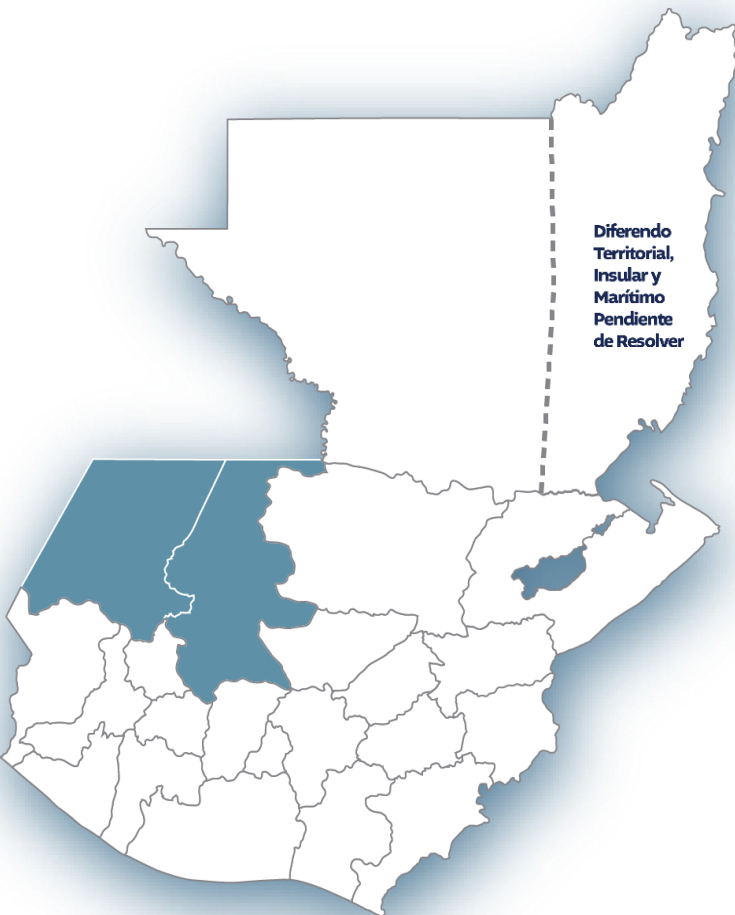 Diferendo
Territorial,
Insular y
Marítimo
Pendiente
de Resolver